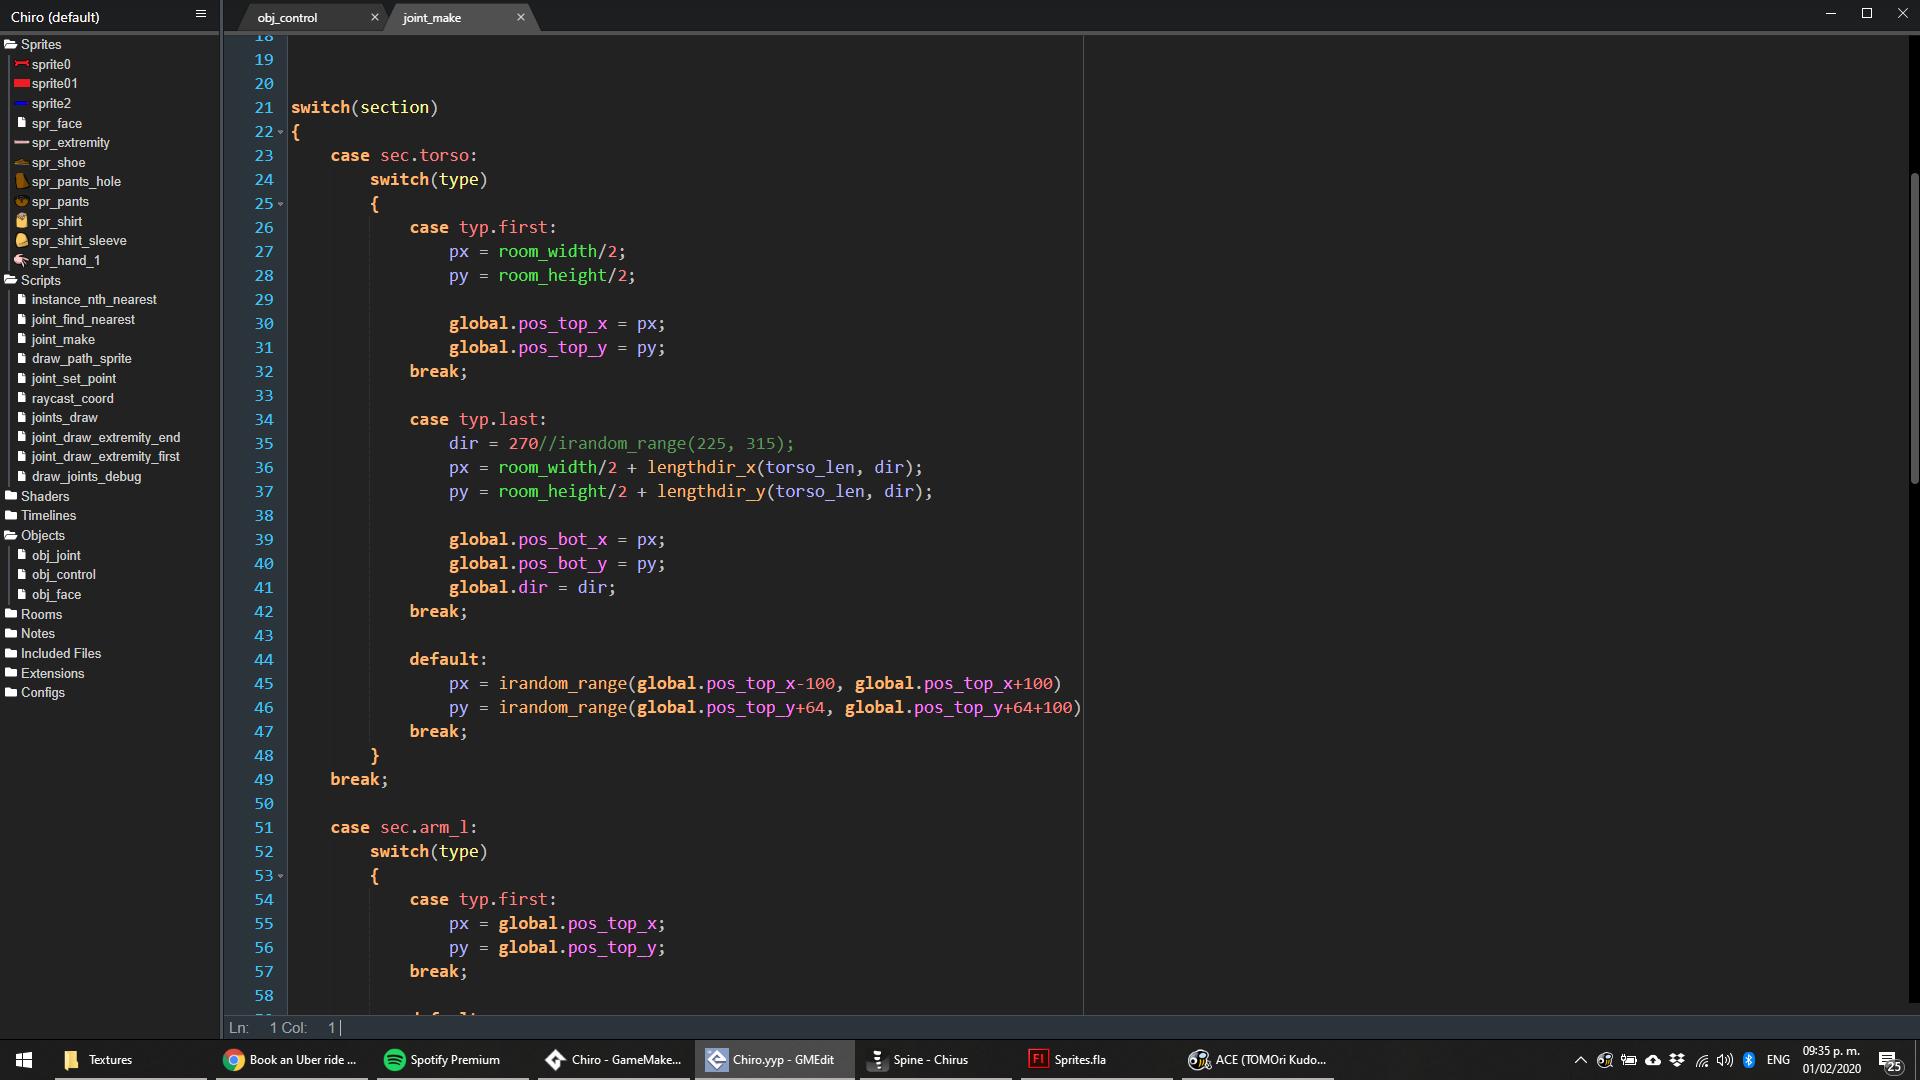 Chiro (default)
obj_control
joint_make
Sprites
sprite0
sprite01
sprite2
spr_face
spr_extremity
spr_shoe
spr_pants_hole
spr_pants
spr_shirt
spr_shirt_sleeve
spr_hand_1
Scripts
instance_nth_nearest
joint_find_nearest
joint_make
draw_path_sprite
joint_set_point
raycast_coord
joints_draw
joint_draw_extremity_end
joint_draw_extremity_first
draw_joints_debug
Shaders
Timelines
Objects
obj_joint
obj_control
obj_face
Rooms
Notes
Included Files
Extensions
Configs
18
19
20
21 switch(section)
22 {
23 case sec.torso:
24 switch(type)
25 {
26 case typ.first:
27 px = room_width/2;
28 py = room_height/2;
29
30 global.pos_top_x = px;
31 global.pos_top_y = py;
32 break;
33
34 case typ.last:
35 dir = 270//irandom_range(225, 315);
36 px = room_width/2 + lengthdir_x(torso_len, dir);
37 py = room_height/2 + lengthdir_y(torso_len, dir);
38
39 global.pos_bot_x = px;
40 global.pos_bot_y = py;
41 global.dir = dir;
42 break;
43
44 default:
45 px = irandom_range(global.pos_top_x-100, global.pos_top_x+100)
46 py = irandom_range(global.pos_top_y+64, global.pos_top_y+64+100)
47 break;
48 }
49 break;
50
51 case sec.arm_l:
52 switch(type)
53 {
54 case typ.first:
55 px = global.pos_top_x;
56 py = global.pos_top_y;
57 break;
58
Ln: 1 Col: 1
Textures
Book an Uber ride ...
Spotify Premium
Chiro - GameMake...
Chiro.yyp - GMEdit
Spine - Chirus
Fl Sprites.fla
ACE (TOMOri Kudo...
ENG
09:35 p. m.
01/02/2020
25